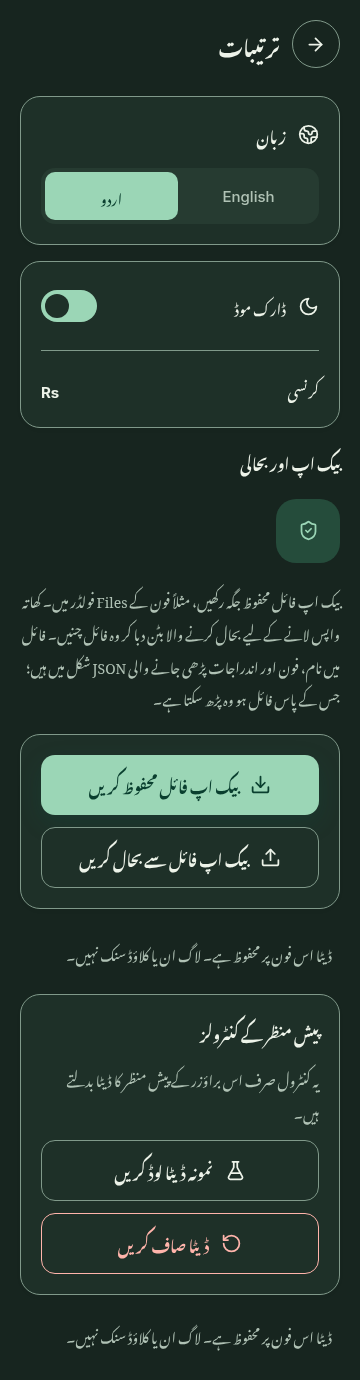 ترتیبات
زبان
اردو
English
ڈارک موڈ
کرنسی
Rs
بیک اپ اور بحالی
بیک اپ فائل محفوظ جگہ رکھیں، مثلاً فون کے Files فولڈر میں۔ کھاتہ
واپس لانے کے لیے بحال کرنے والا بٹن دبا کر وہ فائل چنیں۔ فائل
میں نام، فون اور اندراجات پڑھی جانے والی JSON شکل میں ہیں؛
جس کے پاس فائل ہو وہ پڑھ سکتا ہے۔
بیک اپ فائل محفوظ کریں
بیک اپ فائل سے بحال کریں
ڈیٹا اس فون پر محفوظ ہے۔ لاگ ان یا کلاؤڈ سنک نہیں۔
پیش منظر کے کنٹرولز
یہ کنٹرول صرف اس براؤزر کے پیش منظر کا ڈیٹا بدلتے
ہیں۔
نمونہ ڈیٹا لوڈ کریں
ڈیٹا صاف کریں
ڈیٹا اس فون پر محفوظ ہے۔ لاگ ان یا کلاؤڈ سنک نہیں۔